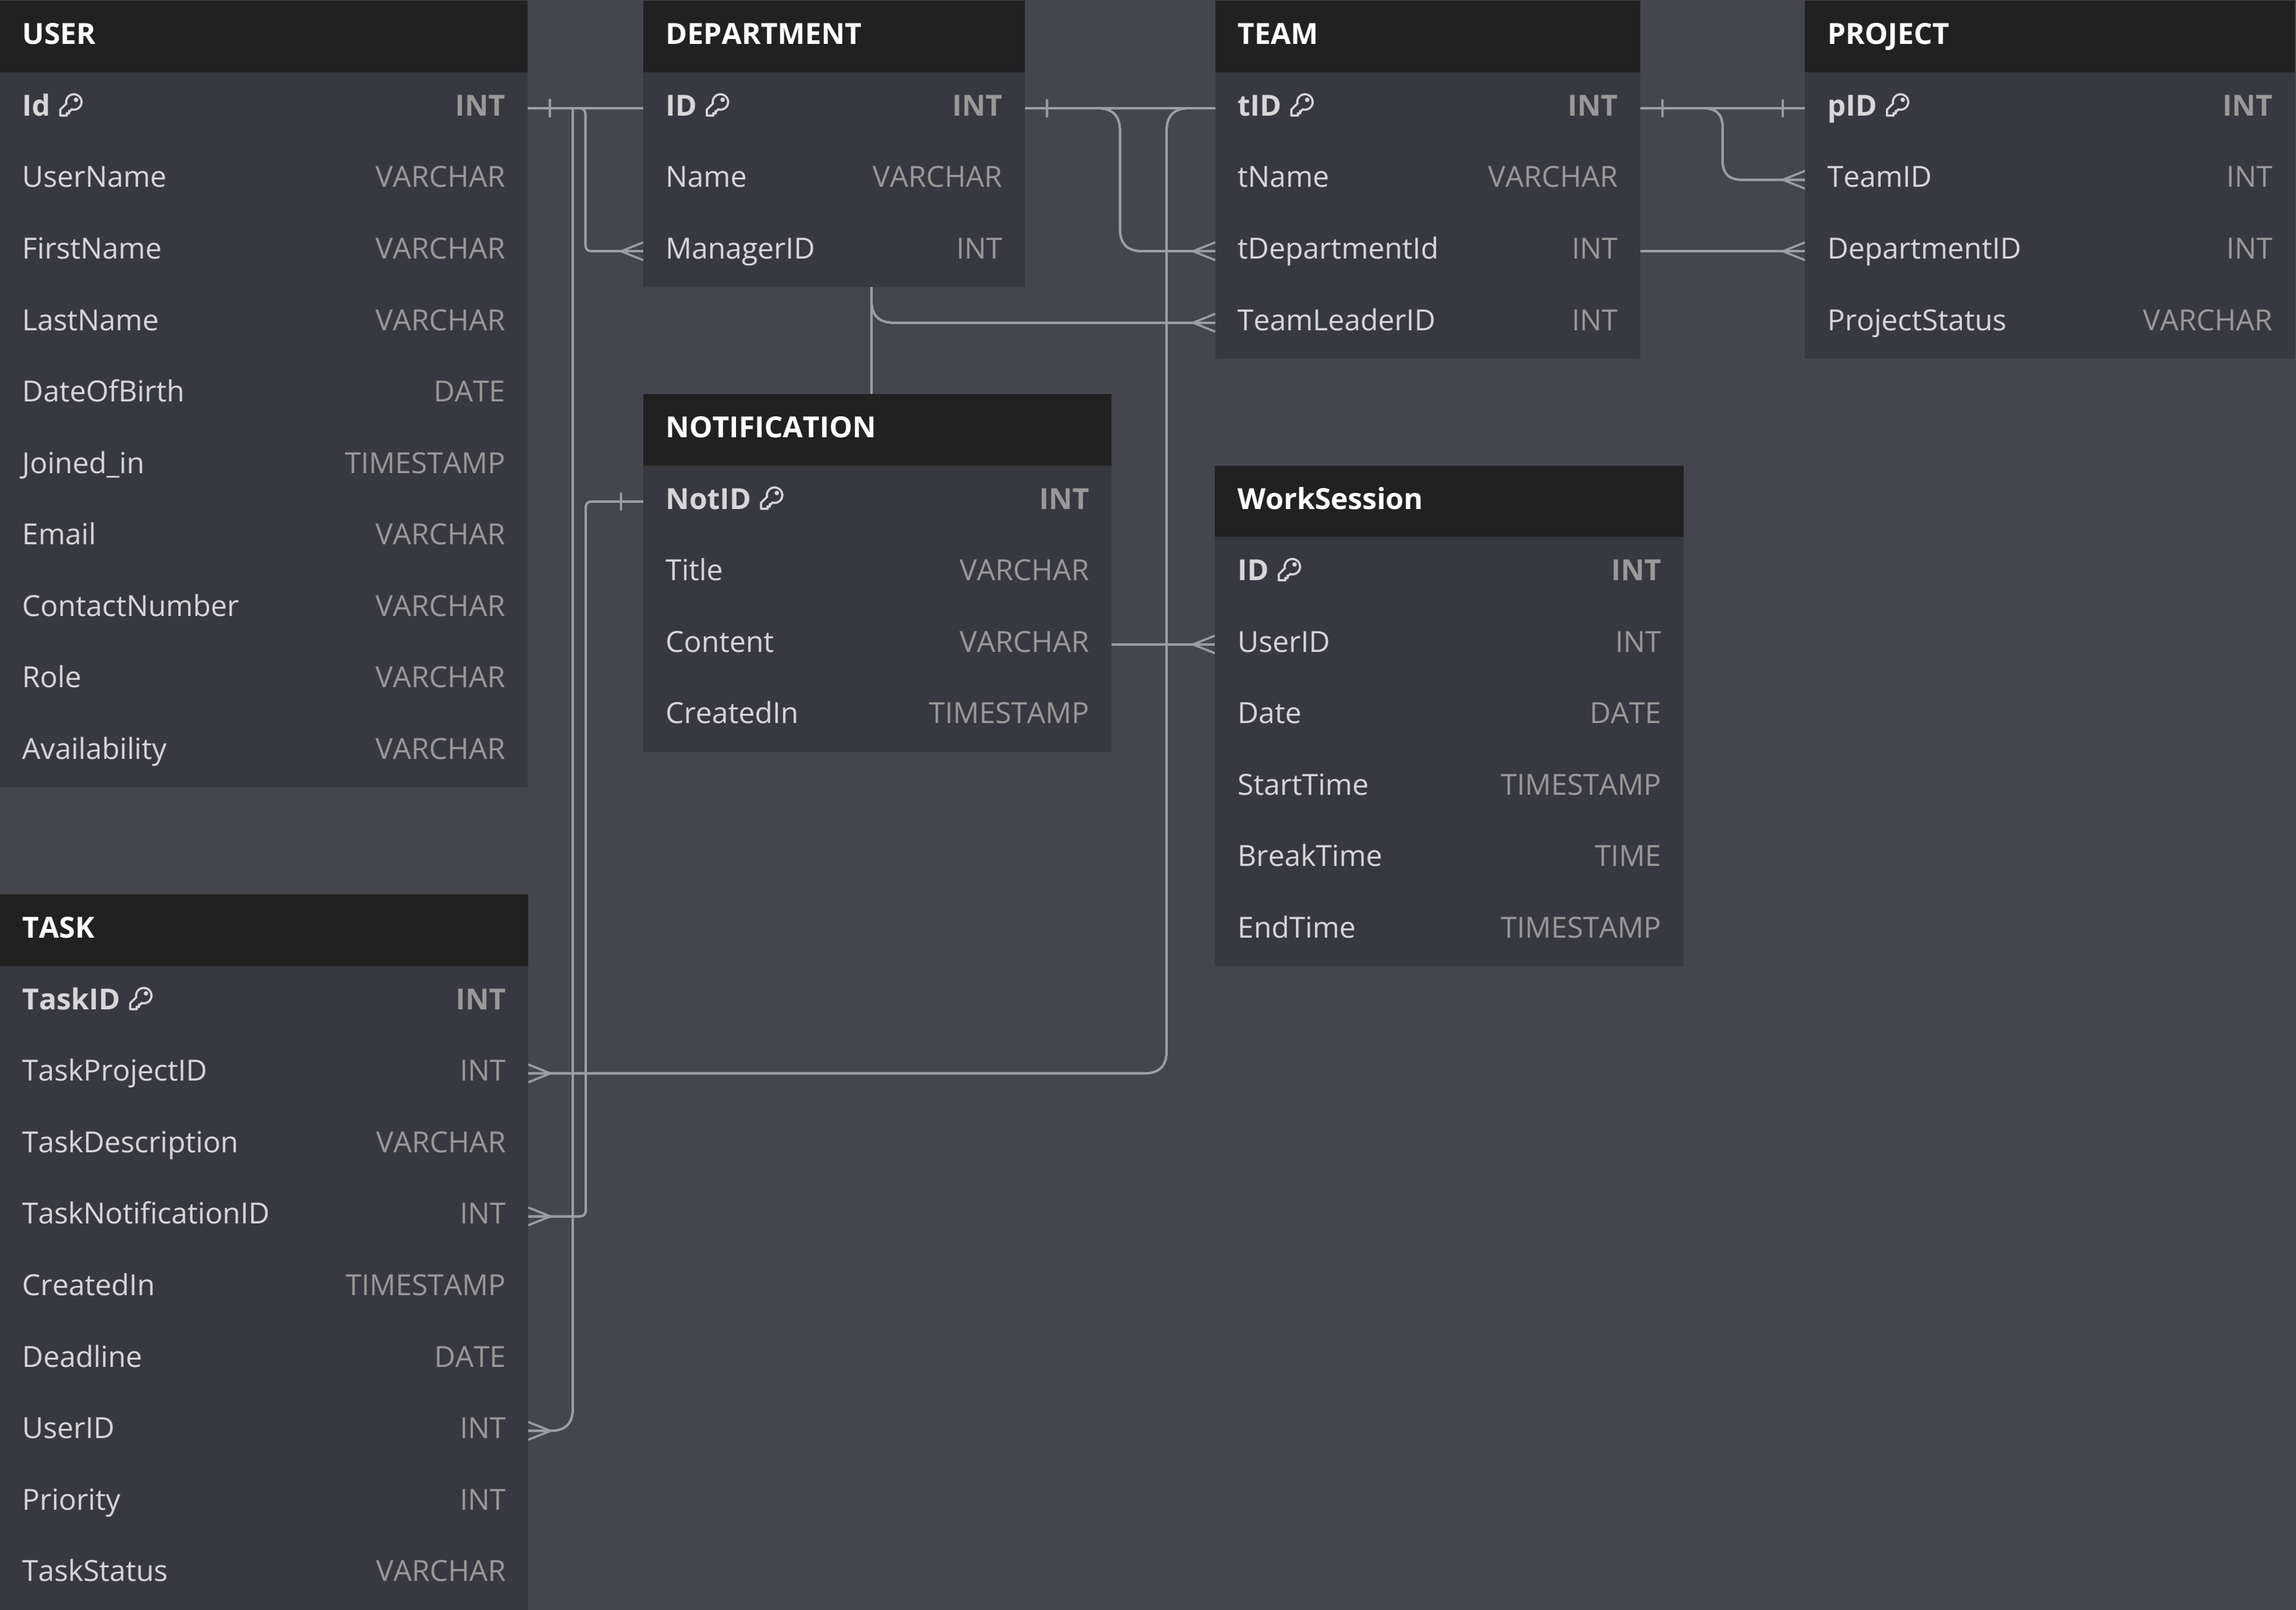 USER
Id INT
UserName VARCHAR
FirstName VARCHAR
LastName VARCHAR
DateOfBirth DATE
Joined_in TIMESTAMP
Email VARCHAR
ContactNumber VARCHAR
Role VARCHAR
Availability VARCHAR
DEPARTMENT
ID INT
Name VARCHAR
ManagerID INT
TEAM
tID INT
tName VARCHAR
tDepartmentId INT
TeamLeaderID INT
PROJECT
pID INT
TeamID INT
DepartmentID INT
ProjectStatus VARCHAR
NOTIFICATION
NotID INT
Title VARCHAR
Content VARCHAR
CreatedIn TIMESTAMP
WorkSession
ID INT
UserID INT
Date DATE
StartTime TIMESTAMP
BreakTime TIME
EndTime TIMESTAMP
TASK
TaskID INT
TaskProjectID INT
TaskDescription VARCHAR
TaskNotificationID INT
CreatedIn TIMESTAMP
Deadline DATE
UserID INT
Priority INT
TaskStatus VARCHAR